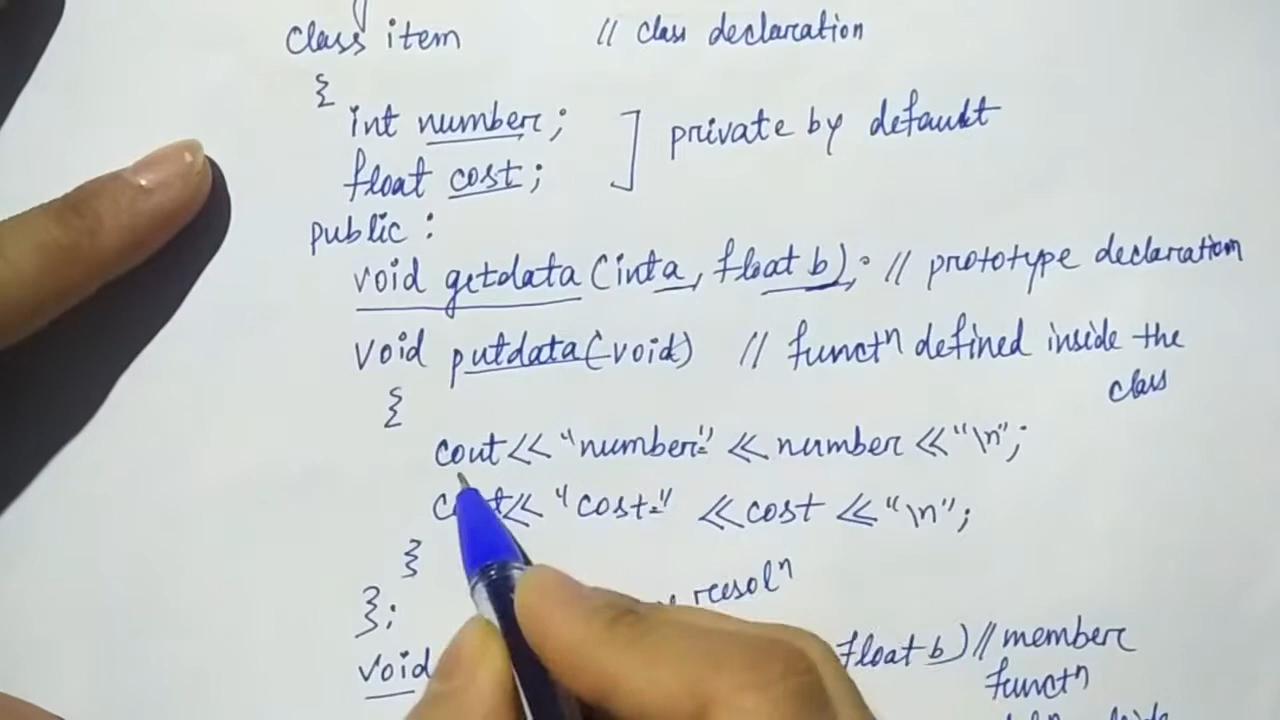 class item // class declaration
{
int number;
float cost;
] private by default
public:
void getdata (int a, float b); // prototype declaration
void putdata (void) // functn defined inside the
class
{
cout << "number=" << number << "\n";
cout << "cost=" << cost << "\n";
}
};
resoln
void float b) // member
functn